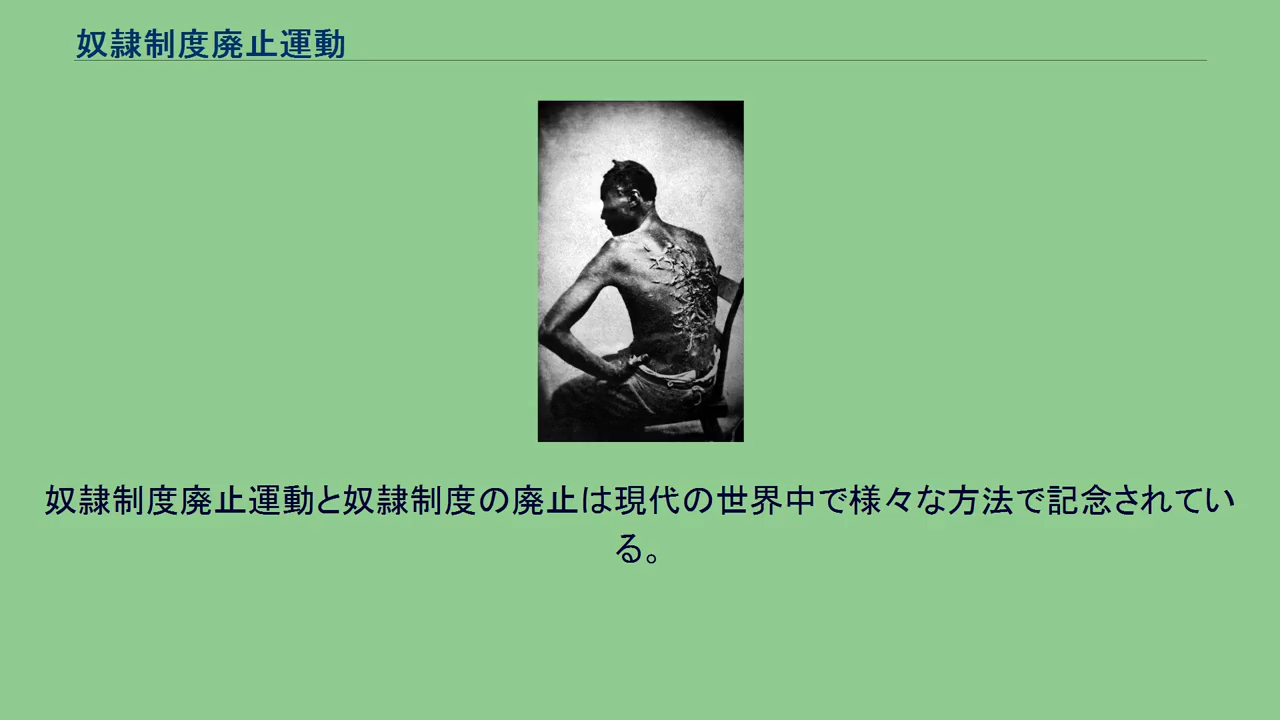 奴隷制度廃止運動
奴隷制度廃止運動と奴隷制度の廃止は現代の世界中で様々な方法で記念されてい
る。